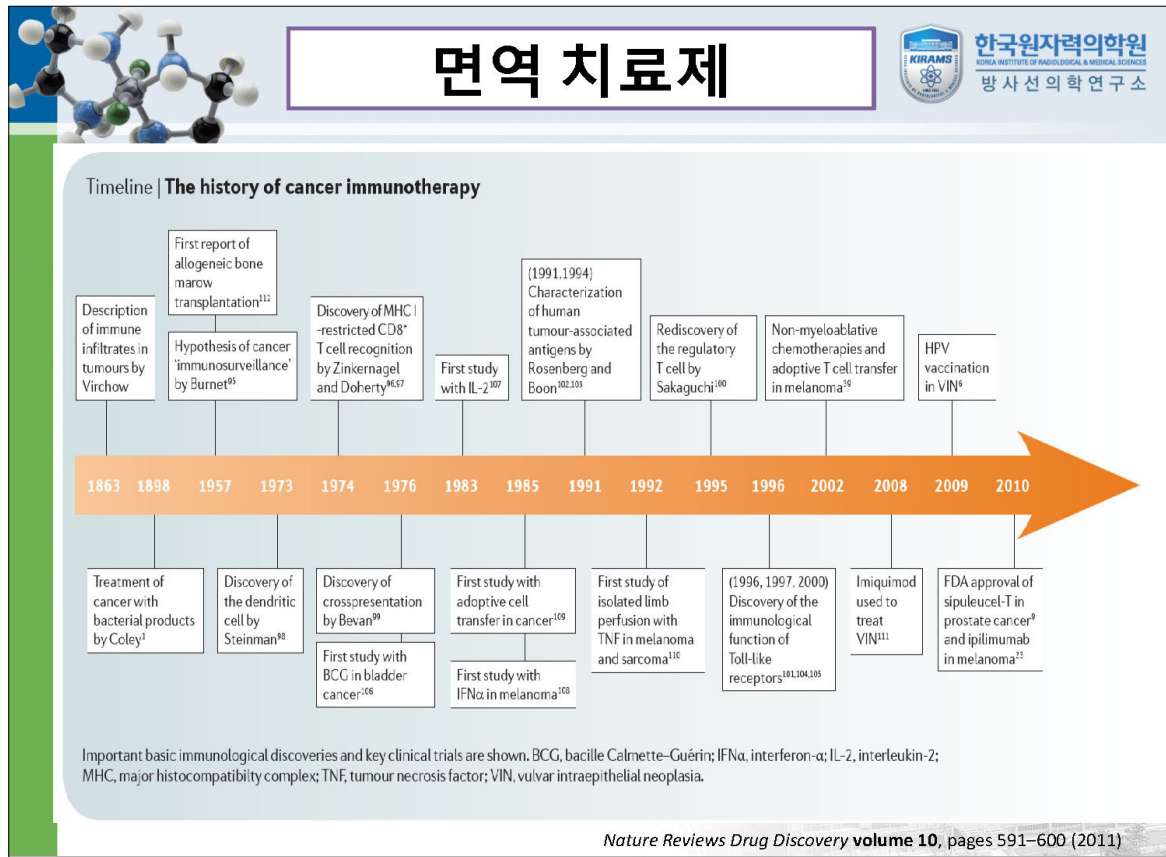 면역 치료제
KIRAMS
한국원자력의학원
KOREA INSTITUTE OF RADIOLOGICAL & MEDICAL SCIENCES
방사선의학연구소
Timeline | The history of cancer immunotherapy
Description
of immune
infiltrates in
tumours by
Virchow
First report of
allogeneic bone
marow
transplantation¹¹²
Hypothesis of cancer
'immunosurveillance'
by Burnet⁹⁵
Discovery of MHC I
-restricted CD8⁺
T cell recognition
by Zinkernagel
and Doherty⁹⁶,⁹⁷
First study
with IL-2¹⁰⁷
(1991,1994)
Characterization
of human
tumour-associated
antigens by
Rosenberg and
Boon¹⁰²,¹⁰³
Rediscovery of
the regulatory
T cell by
Sakaguchi¹⁰⁰
Non-myeloablative
chemotherapies and
adoptive T cell transfer
in melanoma⁵⁹
HPV
vaccination
in VIN⁶
1863 1898 1957 1973 1974 1976 1983 1985 1991 1992 1995 1996 2002 2008 2009 2010
Treatment of
cancer with
bacterial products
by Coley¹
Discovery of
the dendritic
cell by
Steinman⁹⁸
Discovery of
crosspresentation
by Bevan⁹⁹
First study with
BCG in bladder
cancer¹⁰⁶
First study with
adoptive cell
transfer in cancer¹⁰⁹
First study with
IFNα in melanoma¹⁰⁸
First study of
isolated limb
perfusion with
TNF in melanoma
and sarcoma¹¹⁰
(1996, 1997, 2000)
Discovery of the
immunological
function of
Toll-like
receptors¹⁰¹,¹⁰⁴,¹⁰⁵
Imiquimod
used to
treat
VIN¹¹¹
FDA approval of
sipuleucel-T in
prostate cancer⁹
and ipilimumab
in melanoma²³
Important basic immunological discoveries and key clinical trials are shown. BCG, bacille Calmette–Guérin; IFNα, interferon-α; IL-2, interleukin-2;
MHC, major histocompatibilty complex; TNF, tumour necrosis factor; VIN, vulvar intraepithelial neoplasia.
Nature Reviews Drug Discovery volume 10, pages 591–600 (2011)